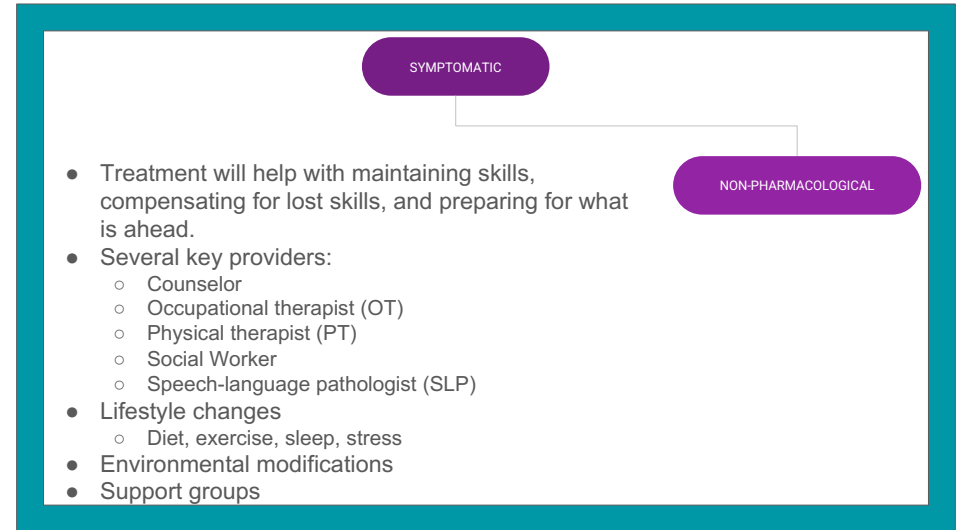 SYMPTOMATIC
NON-PHARMACOLOGICAL
● Treatment will help with maintaining skills,
compensating for lost skills, and preparing for what
is ahead.
● Several key providers:
○ Counselor
○ Occupational therapist (OT)
○ Physical therapist (PT)
○ Social Worker
○ Speech-language pathologist (SLP)
● Lifestyle changes
○ Diet, exercise, sleep, stress
● Environmental modifications
● Support groups